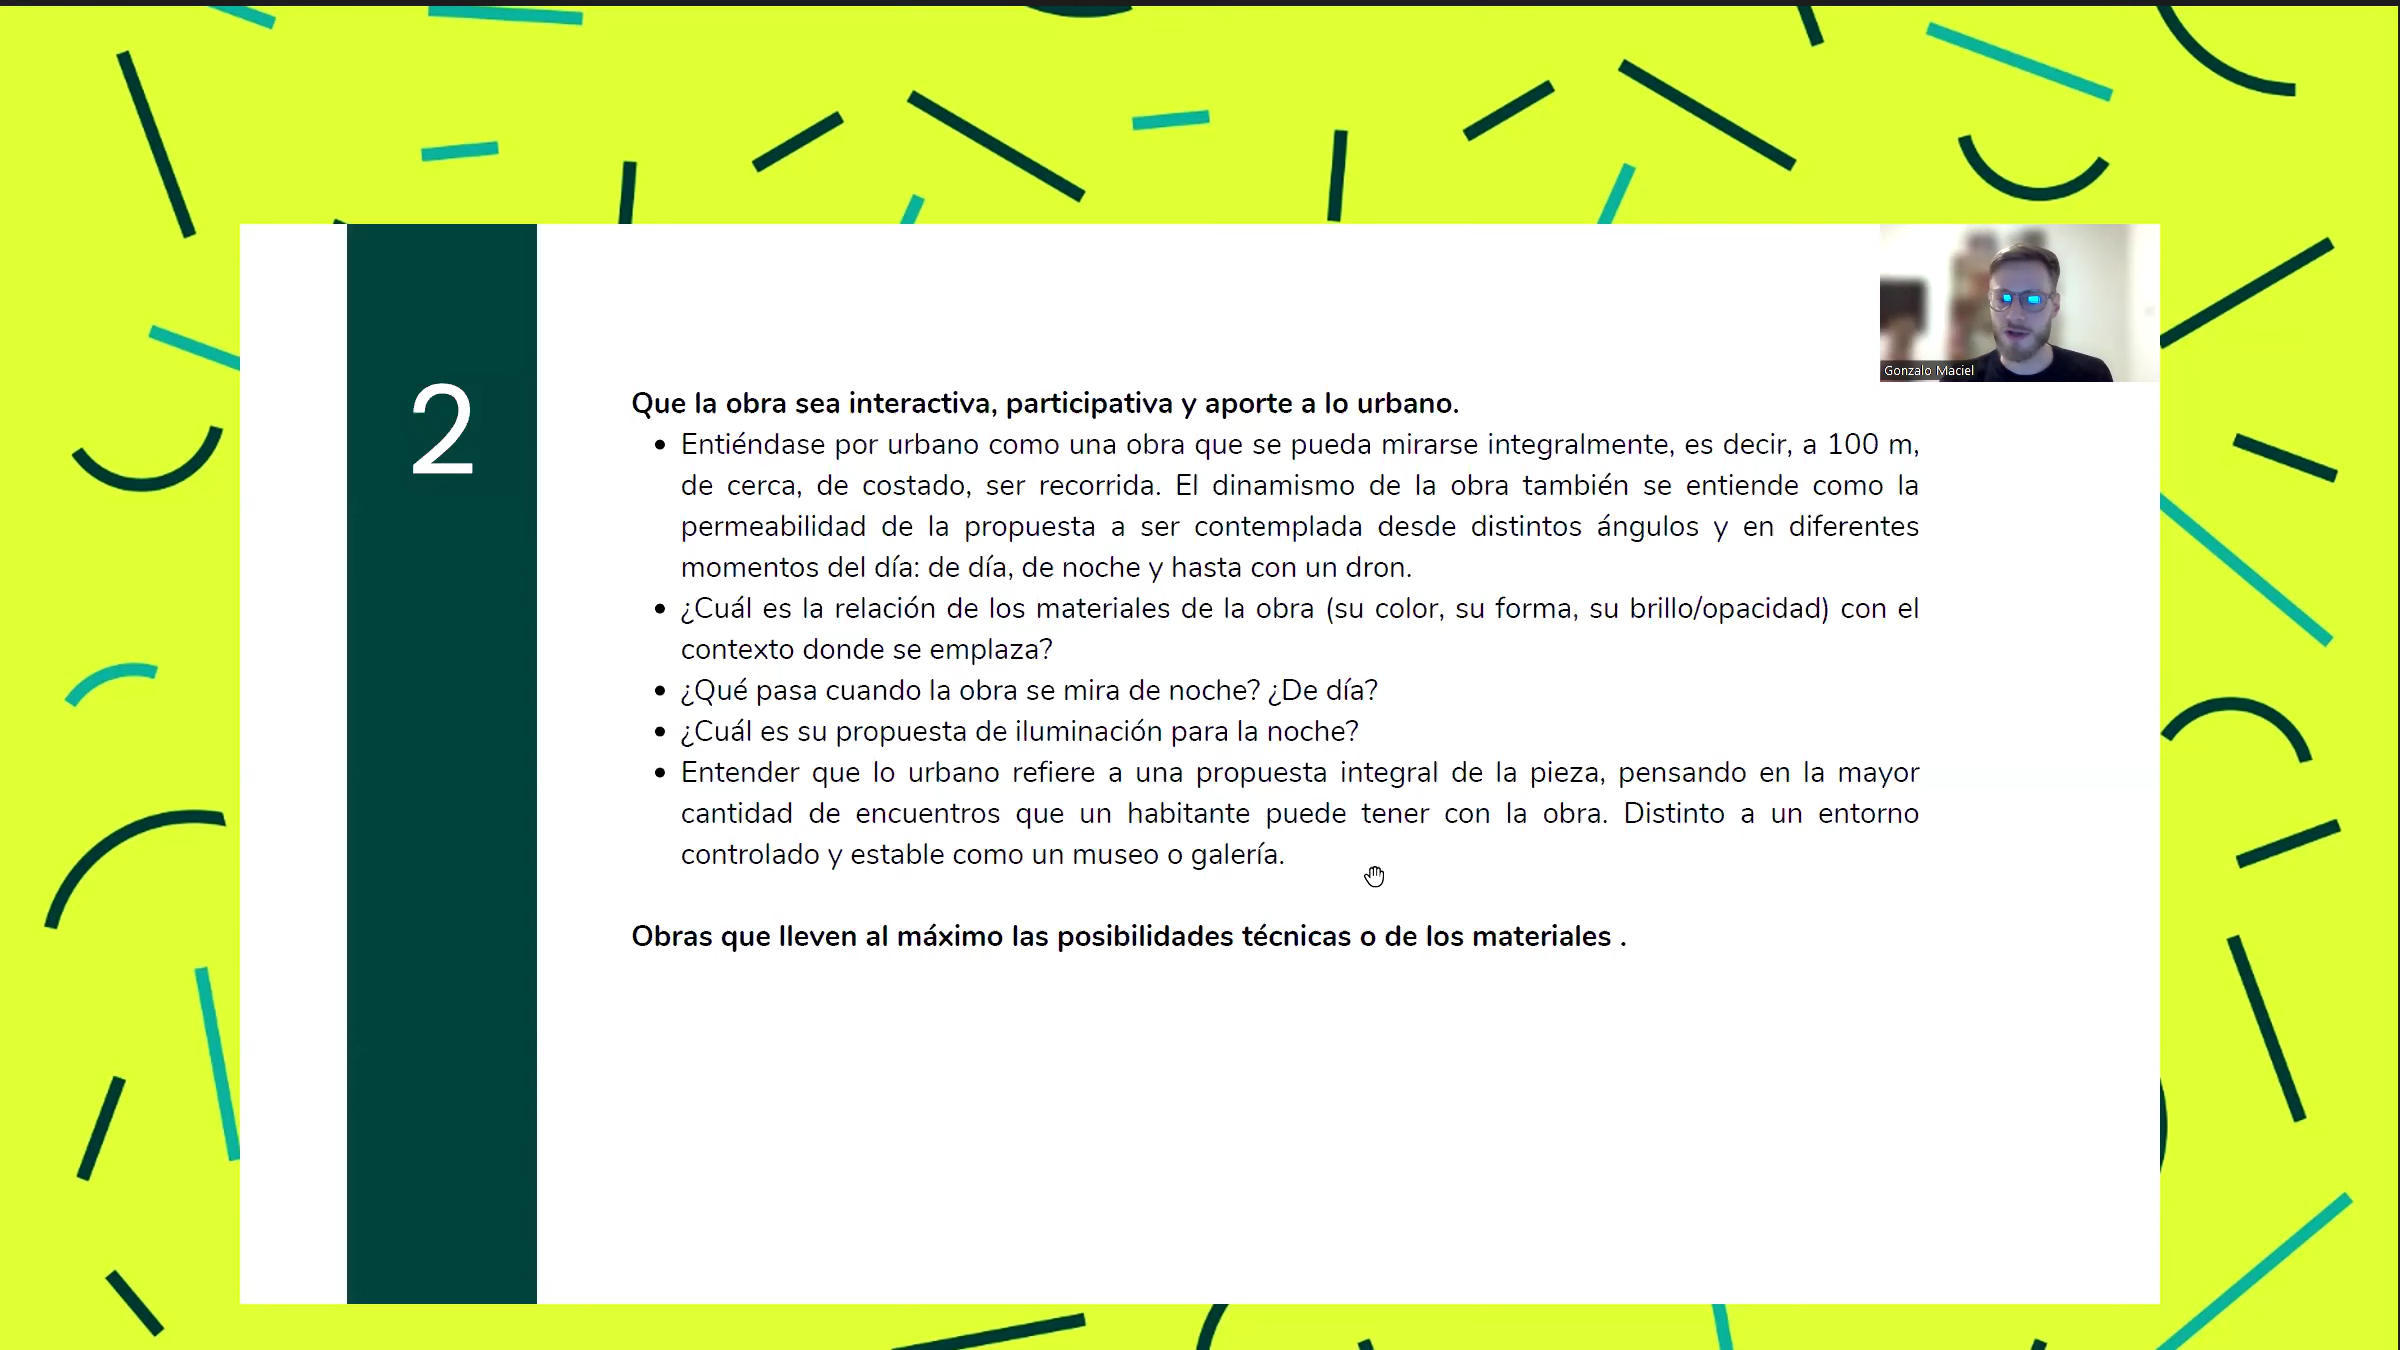 2
Gonzalo Maciel
Que la obra sea interactiva, participativa y aporte a lo urbano.
• Entiéndase por urbano como una obra que se pueda mirarse integralmente, es decir, a 100 m,
de cerca, de costado, ser recorrida. El dinamismo de la obra también se entiende como la
permeabilidad de la propuesta a ser contemplada desde distintos ángulos y en diferentes
momentos del día: de día, de noche y hasta con un dron.
• ¿Cuál es la relación de los materiales de la obra (su color, su forma, su brillo/opacidad) con el
contexto donde se emplaza?
• ¿Qué pasa cuando la obra se mira de noche? ¿De día?
• ¿Cuál es su propuesta de iluminación para la noche?
• Entender que lo urbano refiere a una propuesta integral de la pieza, pensando en la mayor
cantidad de encuentros que un habitante puede tener con la obra. Distinto a un entorno
controlado y estable como un museo o galería.
Obras que lleven al máximo las posibilidades técnicas o de los materiales .